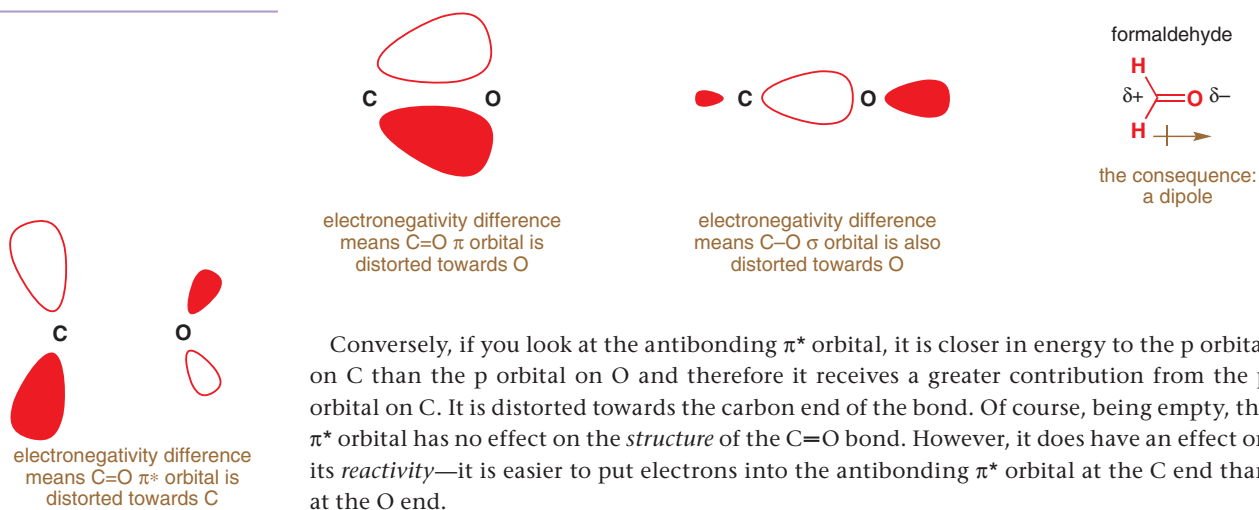 C
O
electronegativity difference
means C=O π orbital is
distorted towards O
C
O
electronegativity difference
means C–O σ orbital is also
distorted towards O
formaldehyde
H
δ+
O
δ–
H
the consequence:
a dipole
C
O
electronegativity difference
means C=O π* orbital is
distorted towards C
Conversely, if you look at the antibonding π* orbital, it is closer in energy to the p orbita
on C than the p orbital on O and therefore it receives a greater contribution from the p
orbital on C. It is distorted towards the carbon end of the bond. Of course, being empty, th
π* orbital has no effect on the structure of the C=O bond. However, it does have an effect on
its reactivity—it is easier to put electrons into the antibonding π* orbital at the C end than
at the O end.